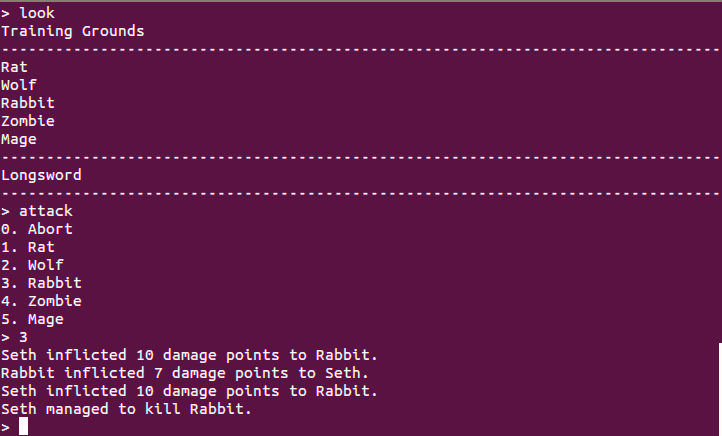 > look
Training Grounds
--------------------------------------------------------------------------------
Rat
Wolf
Rabbit
Zombie
Mage
--------------------------------------------------------------------------------
Longsword
--------------------------------------------------------------------------------
> attack
0. Abort
1. Rat
2. Wolf
3. Rabbit
4. Zombie
5. Mage
> 3
Seth inflicted 10 damage points to Rabbit.
Rabbit inflicted 7 damage points to Seth.
Seth inflicted 10 damage points to Rabbit.
Seth managed to kill Rabbit.
>